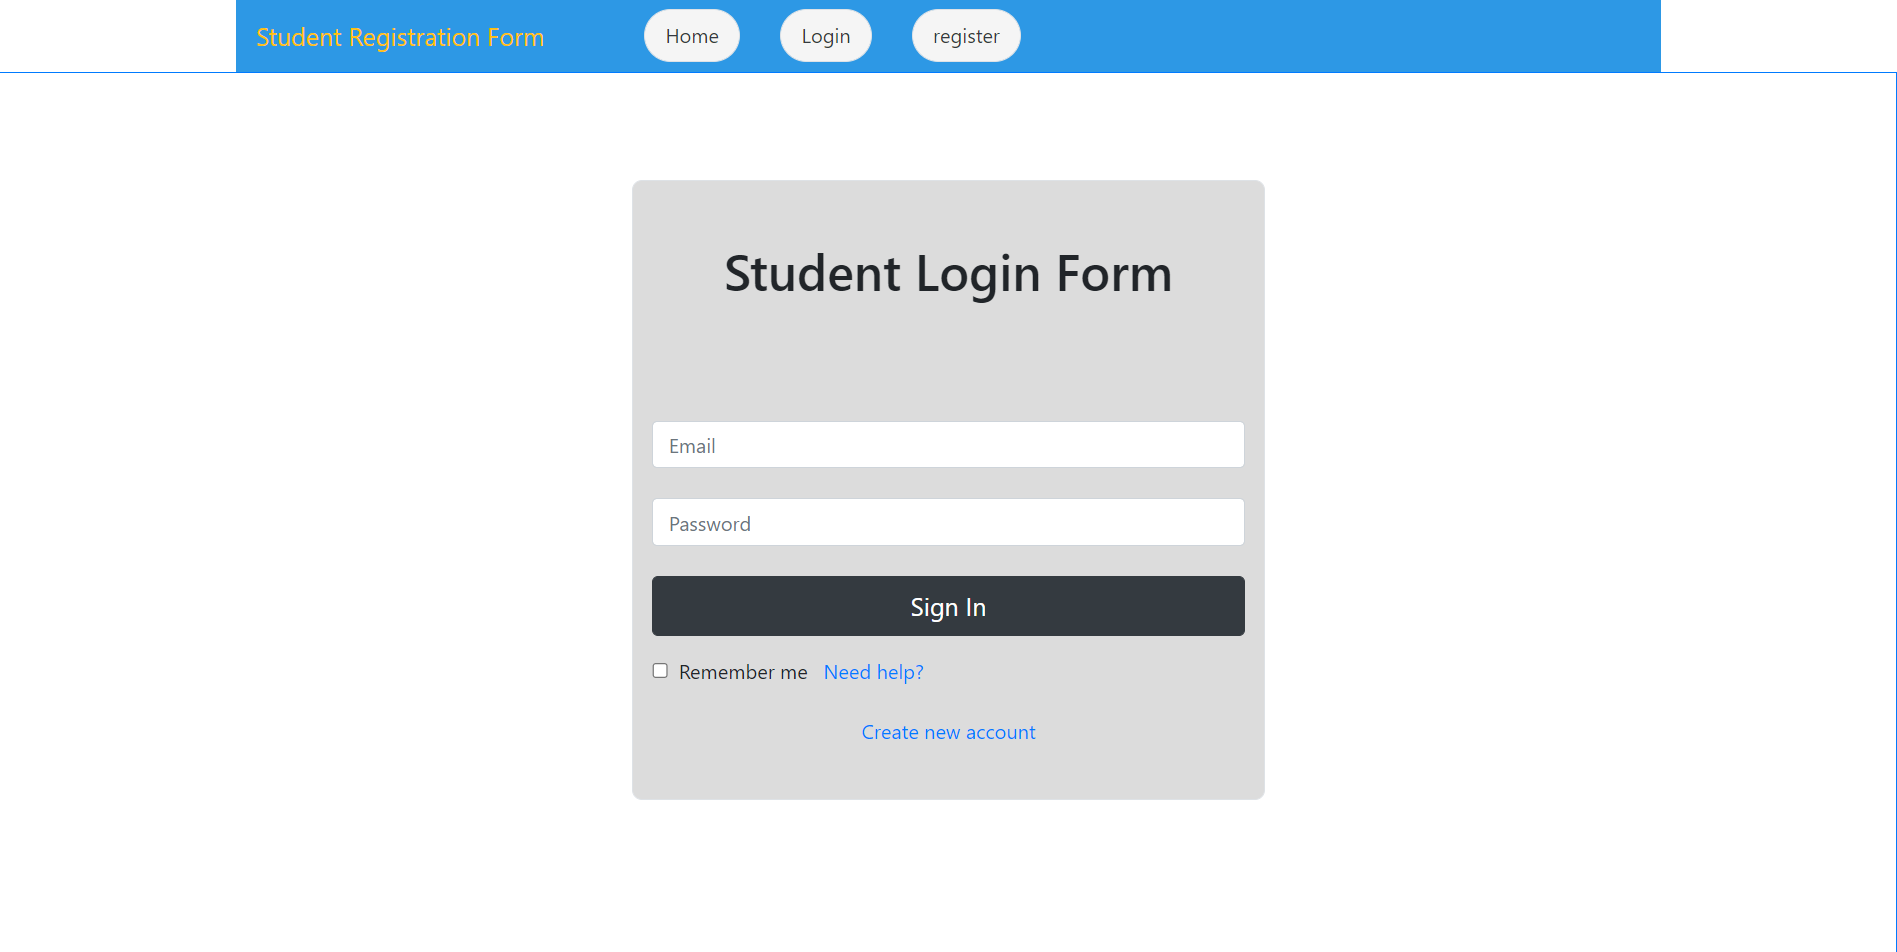 Student Registration Form Home Login register
Student Login Form
Email
Password
Sign In
Remember me Need help?
Create new account